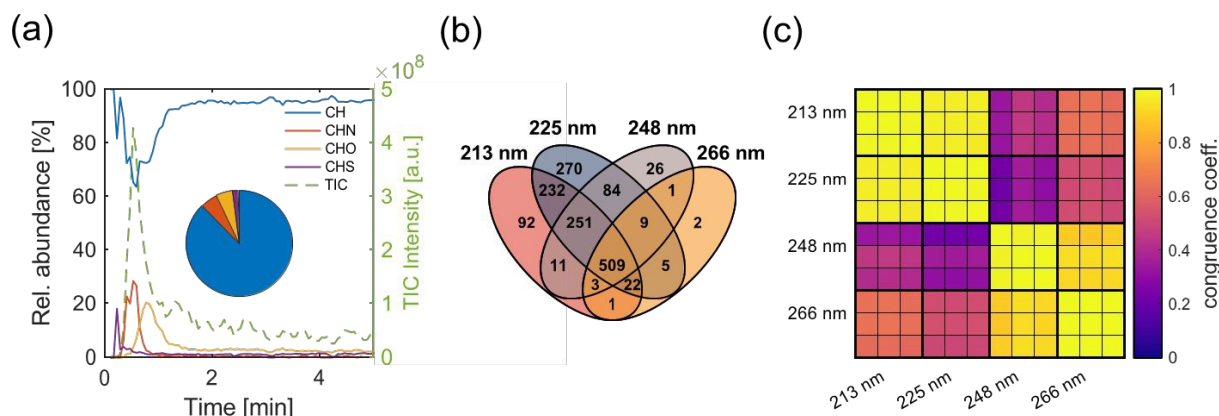 (a)
×10⁸
100
80
60
40
20
0
Rel. abundance [%]
CH
CHN
CHO
CHS
TIC
5
4
3
2
1
0
TIC Intensity [a.u.]
0 2 4
Time [min]
(b)
225 nm 248 nm
213 nm 266 nm
270 26
232 84 1
92 251 9 2
11 509 5
3 22
1
(c)
213 nm
225 nm
248 nm
266 nm
213 nm 225 nm 248 nm 266 nm
1
0.8
0.6
0.4
0.2
0
congruence coeff.